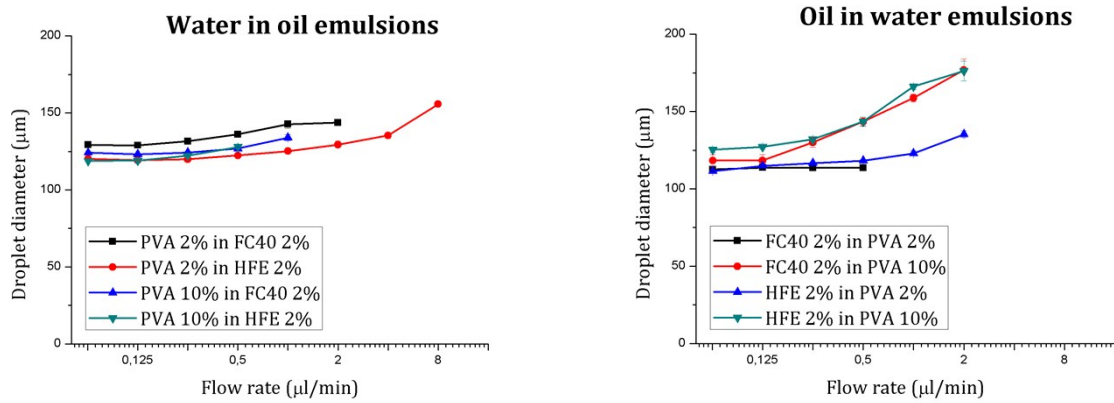 Water in oil emulsions
200
150
100
50
0
Droplet diameter (μm)
PVA 2% in FC40 2%
PVA 2% in HFE 2%
PVA 10% in FC40 2%
PVA 10% in HFE 2%
0,125
0,5
2
8
Flow rate (μl/min)
Oil in water emulsions
200
150
100
50
0
Droplet diameter (μm)
FC40 2% in PVA 2%
FC40 2% in PVA 10%
HFE 2% in PVA 2%
HFE 2% in PVA 10%
0,125
0,5
2
8
Flow rate (μl/min)